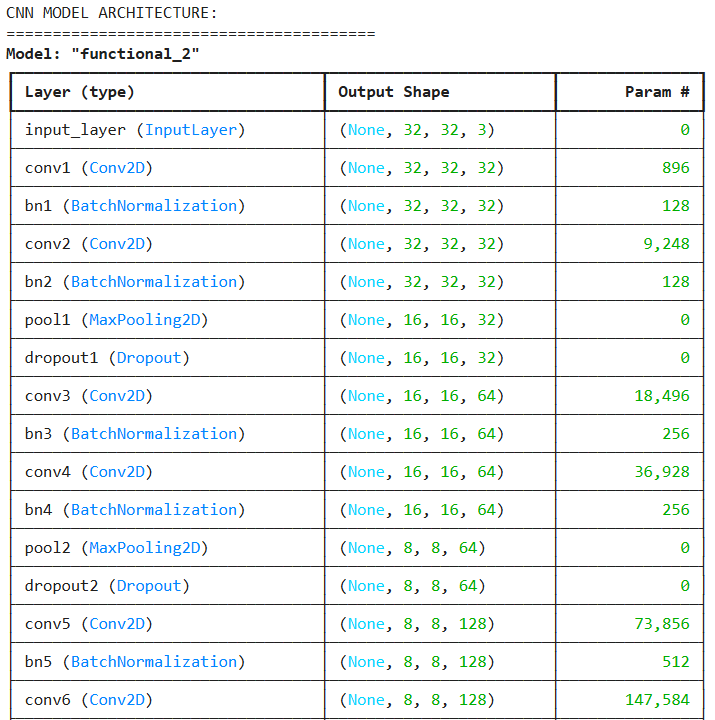 CNN MODEL ARCHITECTURE:
========================================
Model: "functional_2"
Layer (type) Output Shape Param #
input_layer (InputLayer) (None, 32, 32, 3) 0
conv1 (Conv2D) (None, 32, 32, 32) 896
bn1 (BatchNormalization) (None, 32, 32, 32) 128
conv2 (Conv2D) (None, 32, 32, 32) 9,248
bn2 (BatchNormalization) (None, 32, 32, 32) 128
pool1 (MaxPooling2D) (None, 16, 16, 32) 0
dropout1 (Dropout) (None, 16, 16, 32) 0
conv3 (Conv2D) (None, 16, 16, 64) 18,496
bn3 (BatchNormalization) (None, 16, 16, 64) 256
conv4 (Conv2D) (None, 16, 16, 64) 36,928
bn4 (BatchNormalization) (None, 16, 16, 64) 256
pool2 (MaxPooling2D) (None, 8, 8, 64) 0
dropout2 (Dropout) (None, 8, 8, 64) 0
conv5 (Conv2D) (None, 8, 8, 128) 73,856
bn5 (BatchNormalization) (None, 8, 8, 128) 512
conv6 (Conv2D) (None, 8, 8, 128) 147,584